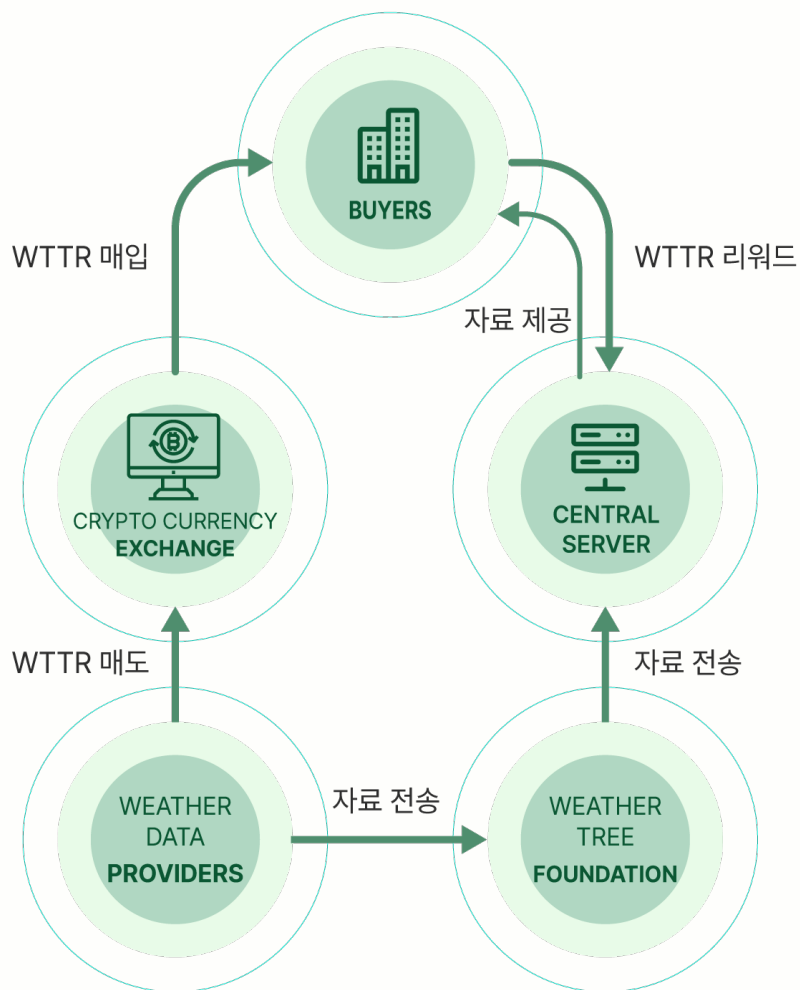 BUYERS
WTTR 매입
WTTR 리워드
자료 제공
CRYPTO CURRENCY
EXCHANGE
CENTRAL
SERVER
WTTR 매도
자료 전송
자료 전송
WEATHER
DATA
PROVIDERS
WEATHER
TREE
FOUNDATION